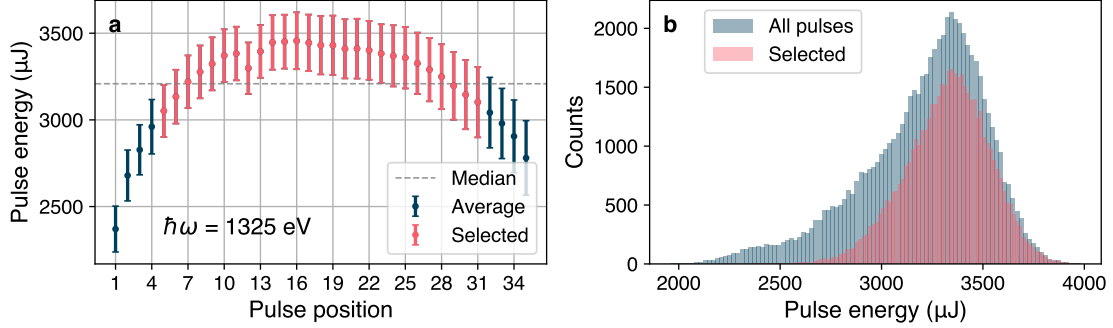 a
3500
3000
2500
Pulse energy (μJ)
ħω = 1325 eV
Median
Average
Selected
1 4 7 10 13 16 19 22 25 28 31 34
Pulse position
b
All pulses
Selected
2000
1500
1000
500
0
Counts
2000 2500 3000 3500 4000
Pulse energy (μJ)